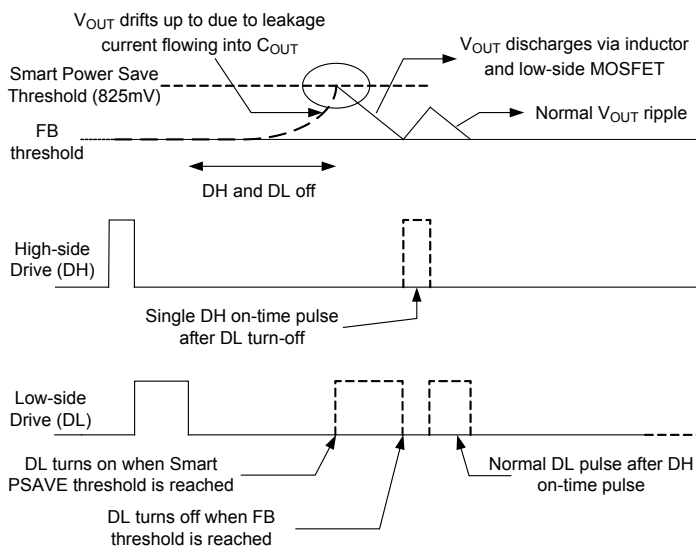 VOUT drifts up to due to leakage
current flowing into COUT
VOUT discharges via inductor
and low-side MOSFET
Smart Power Save
Threshold (825mV)
Normal VOUT ripple
FB
threshold
DH and DL off
High-side
Drive (DH)
Single DH on-time pulse
after DL turn-off
Low-side
Drive (DL)
DL turns on when Smart
PSAVE threshold is reached
Normal DL pulse after DH
on-time pulse
DL turns off when FB
threshold is reached